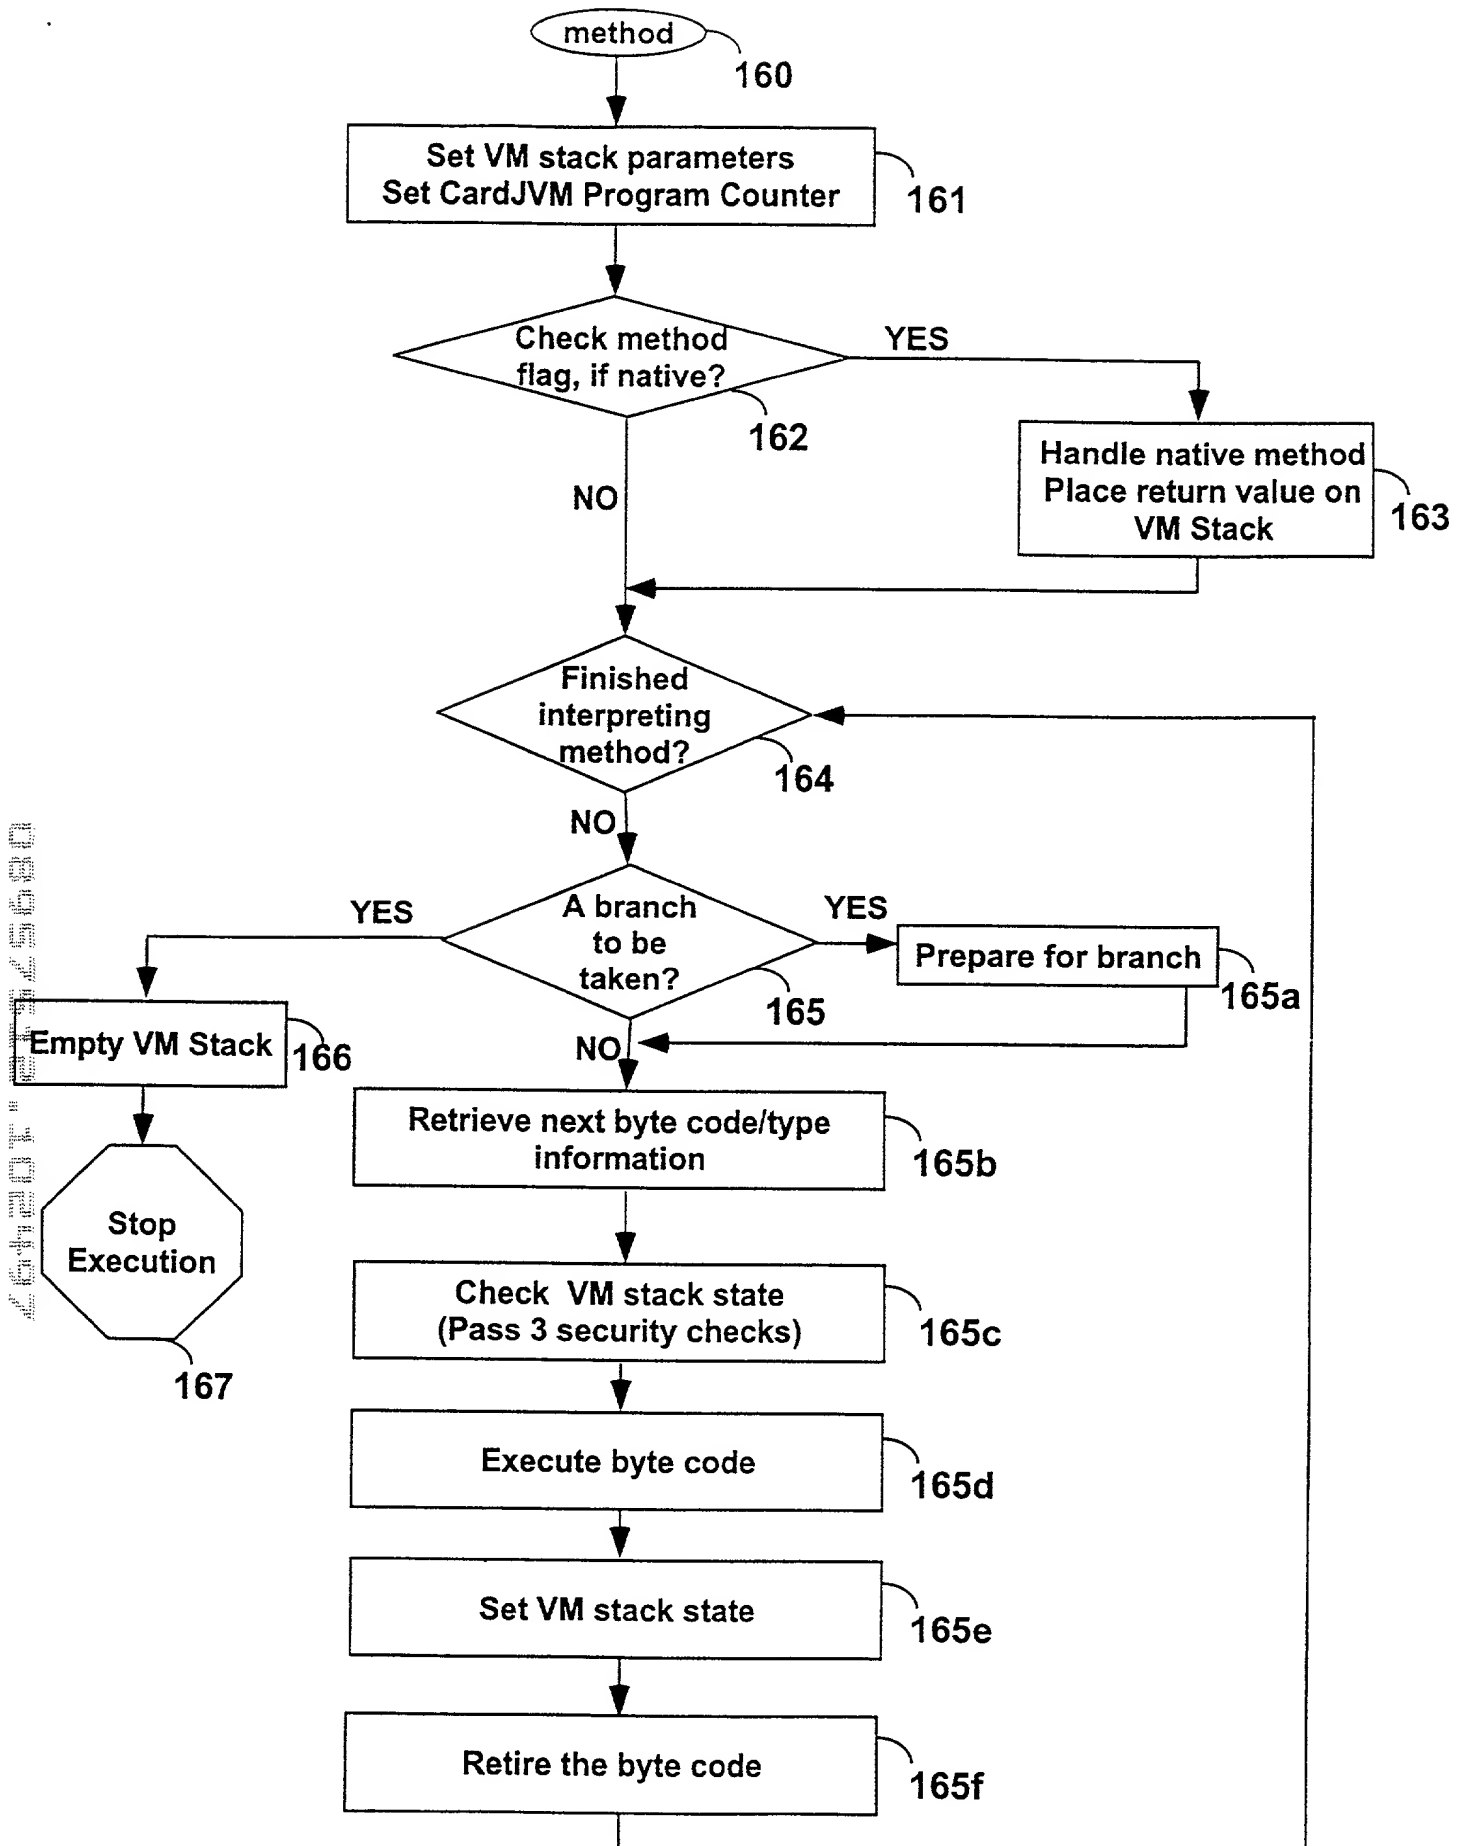 method
160
Set VM stack parameters
Set CardJVM Program Counter
161
Check method
flag, if native?
YES
162
Handle native method
Place return value on
VM Stack
163
NO
Finished
interpreting
method?
164
NO
YES
A branch
to be
taken?
YES
165
Prepare for branch
165a
Empty VM Stack
166
NO
Retrieve next byte code/type
information
165b
Stop
Execution
167
Check VM stack state
(Pass 3 security checks)
165c
Execute byte code
165d
Set VM stack state
165e
Retire the byte code
165f